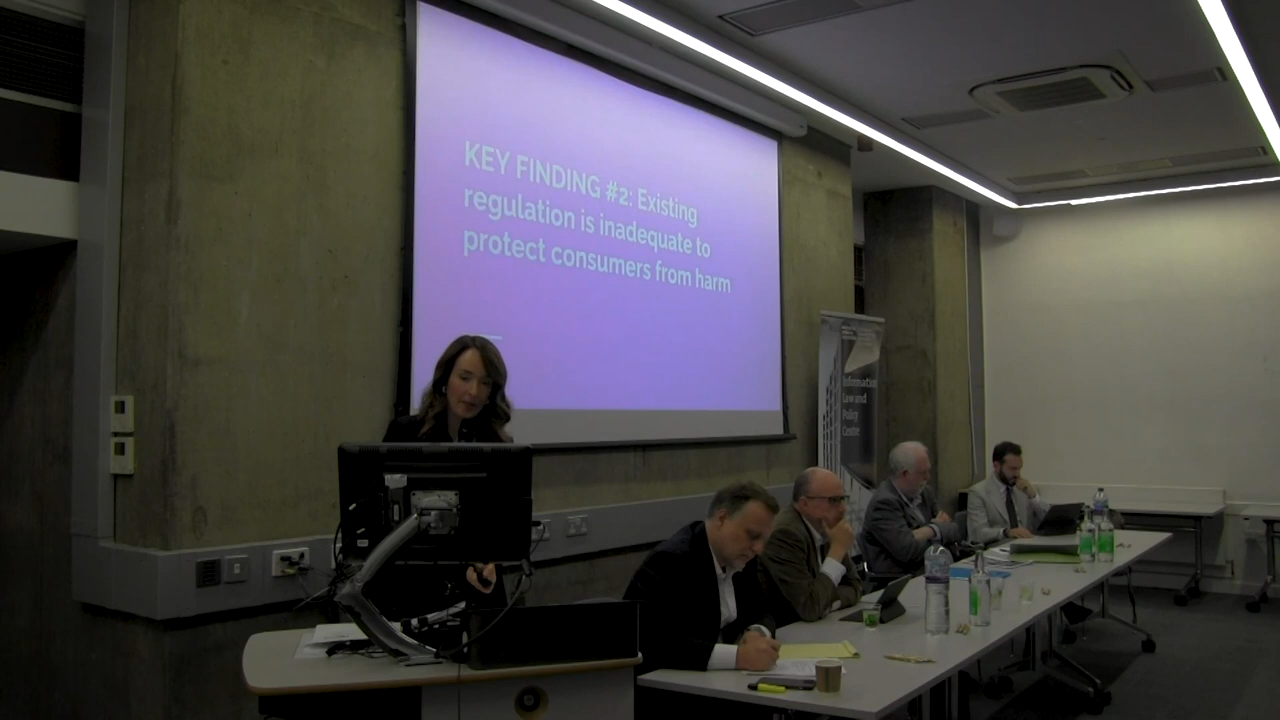 KEY FINDING #2: Existing
regulation is inadequate to
protect consumers from harm
Information
Law and
Policy
Centre